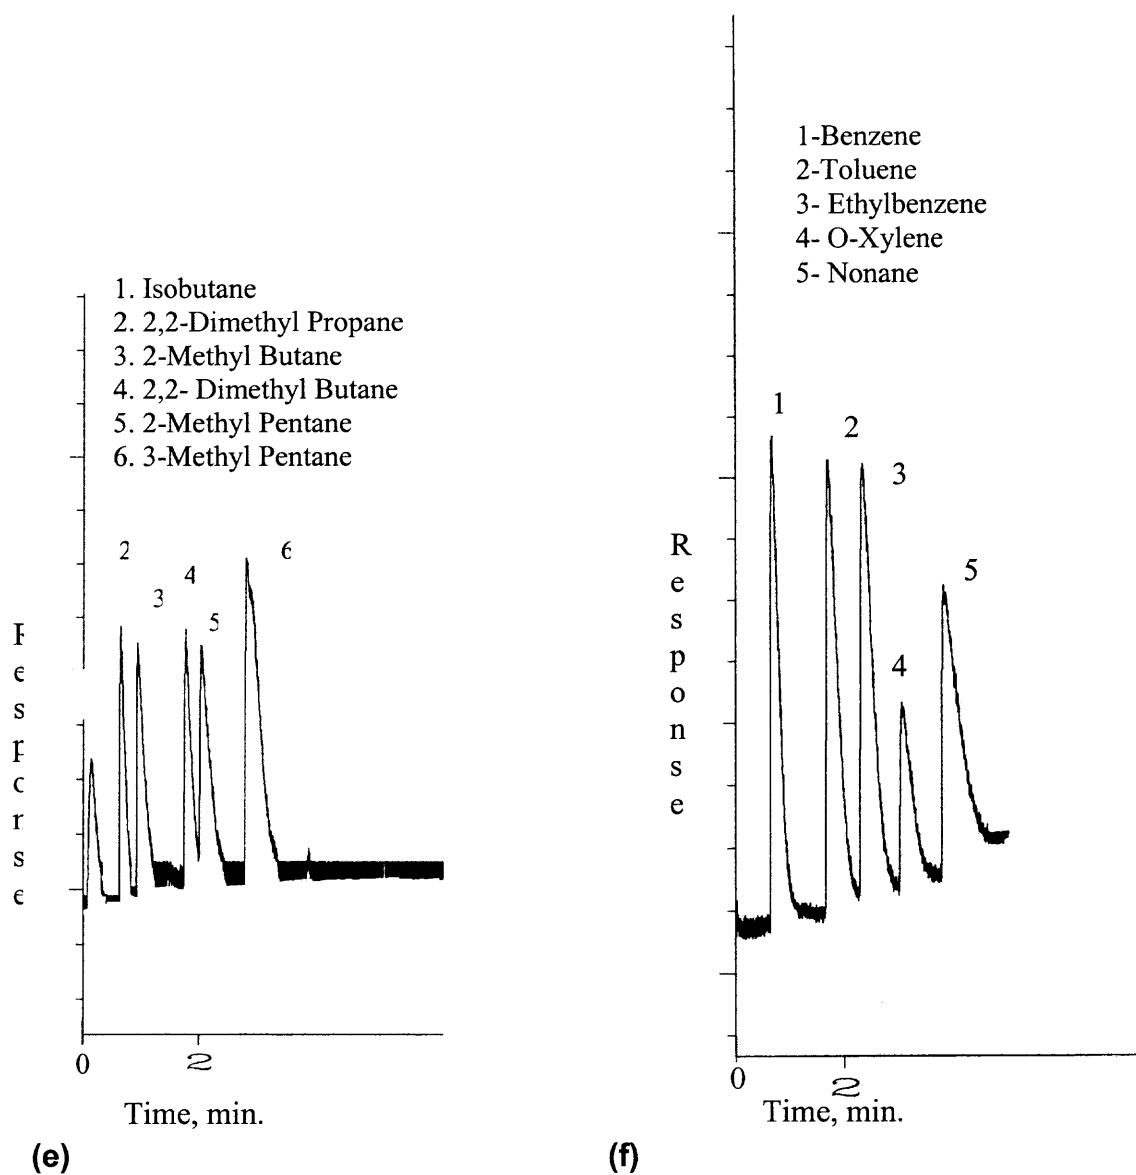 1. Isobutane
2. 2,2-Dimethyl Propane
3. 2-Methyl Butane
4. 2,2- Dimethyl Butane
5. 2-Methyl Pentane
6. 3-Methyl Pentane
2
3
4
5
6
0
2
Time, min.
(e)
1-Benzene
2-Toluene
3- Ethylbenzene
4- O-Xylene
5- Nonane
1
2
3
4
5
R
e
s
p
o
n
s
e
0
2
Time, min.
(f)